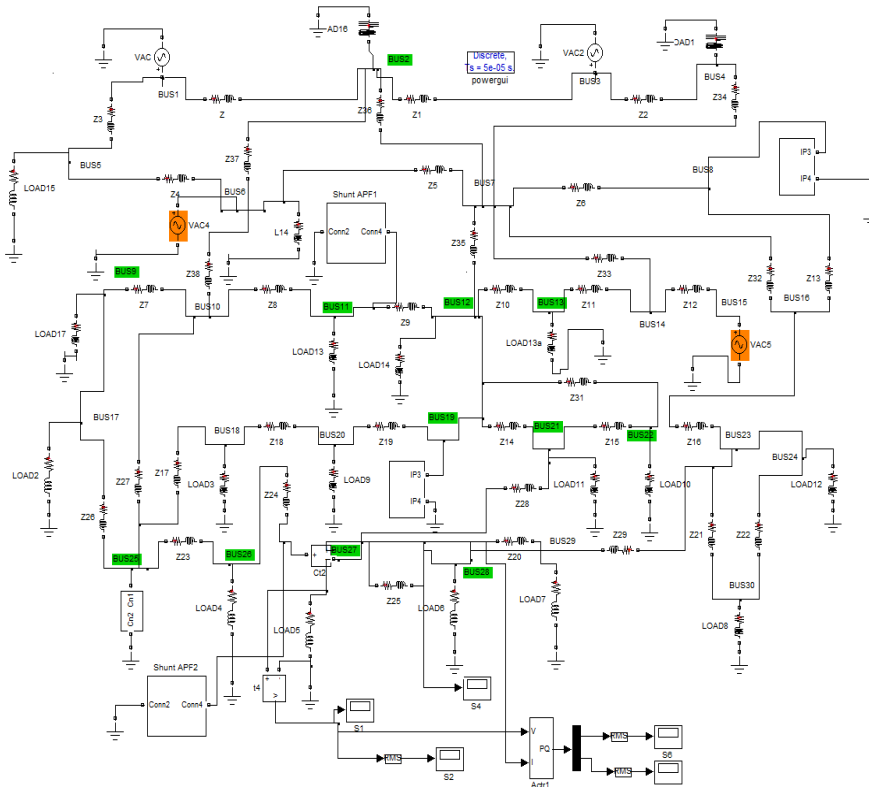 AD16
VAC
BUS2
Discrete,
Ts = 5e-05 s.
powergui
VAC2
OAD1
BUS1
BUS3
BUS4
Z3
Z
Z36
Z1
Z2
Z34
BUS5
Z37
LOAD15
Z4
BUS6
Z5
BUS7
Z6
BUS8
IP3
IP4
VAC4
L14
Shunt APF1
Conn2
Conn4
Z35
Z33
Z32
Z13
BUS9
Z7
Z38
BUS10
Z8
BUS11
Z9
BUS12
Z10
BUS13
Z11
BUS14
Z12
BUS15
BUS16
LOAD17
LOAD13
LOAD14
LOAD13a
VAC5
Z31
BUS17
BUS18
Z18
BUS20
Z19
BUS19
Z14
BUS21
Z15
BUS22
Z16
BUS23
BUS24
LOAD2
Z27
Z17
LOAD3
Z24
LOAD9
IP3
IP4
Z28
LOAD11
LOAD10
LOAD12
Z26
Z21
Z22
BUS25
Z23
BUS26
+
Ct2
BUS27
Z20
BUS29
Z29
Z25
BUS28
BUS30
Cn1
Cn2
LOAD4
LOAD5
LOAD6
LOAD7
LOAD8
Shunt APF2
Conn2
Conn4
t4
S1
S4
RMS
S2
V
I
PQ
Actr1
RMS
S6
RMS